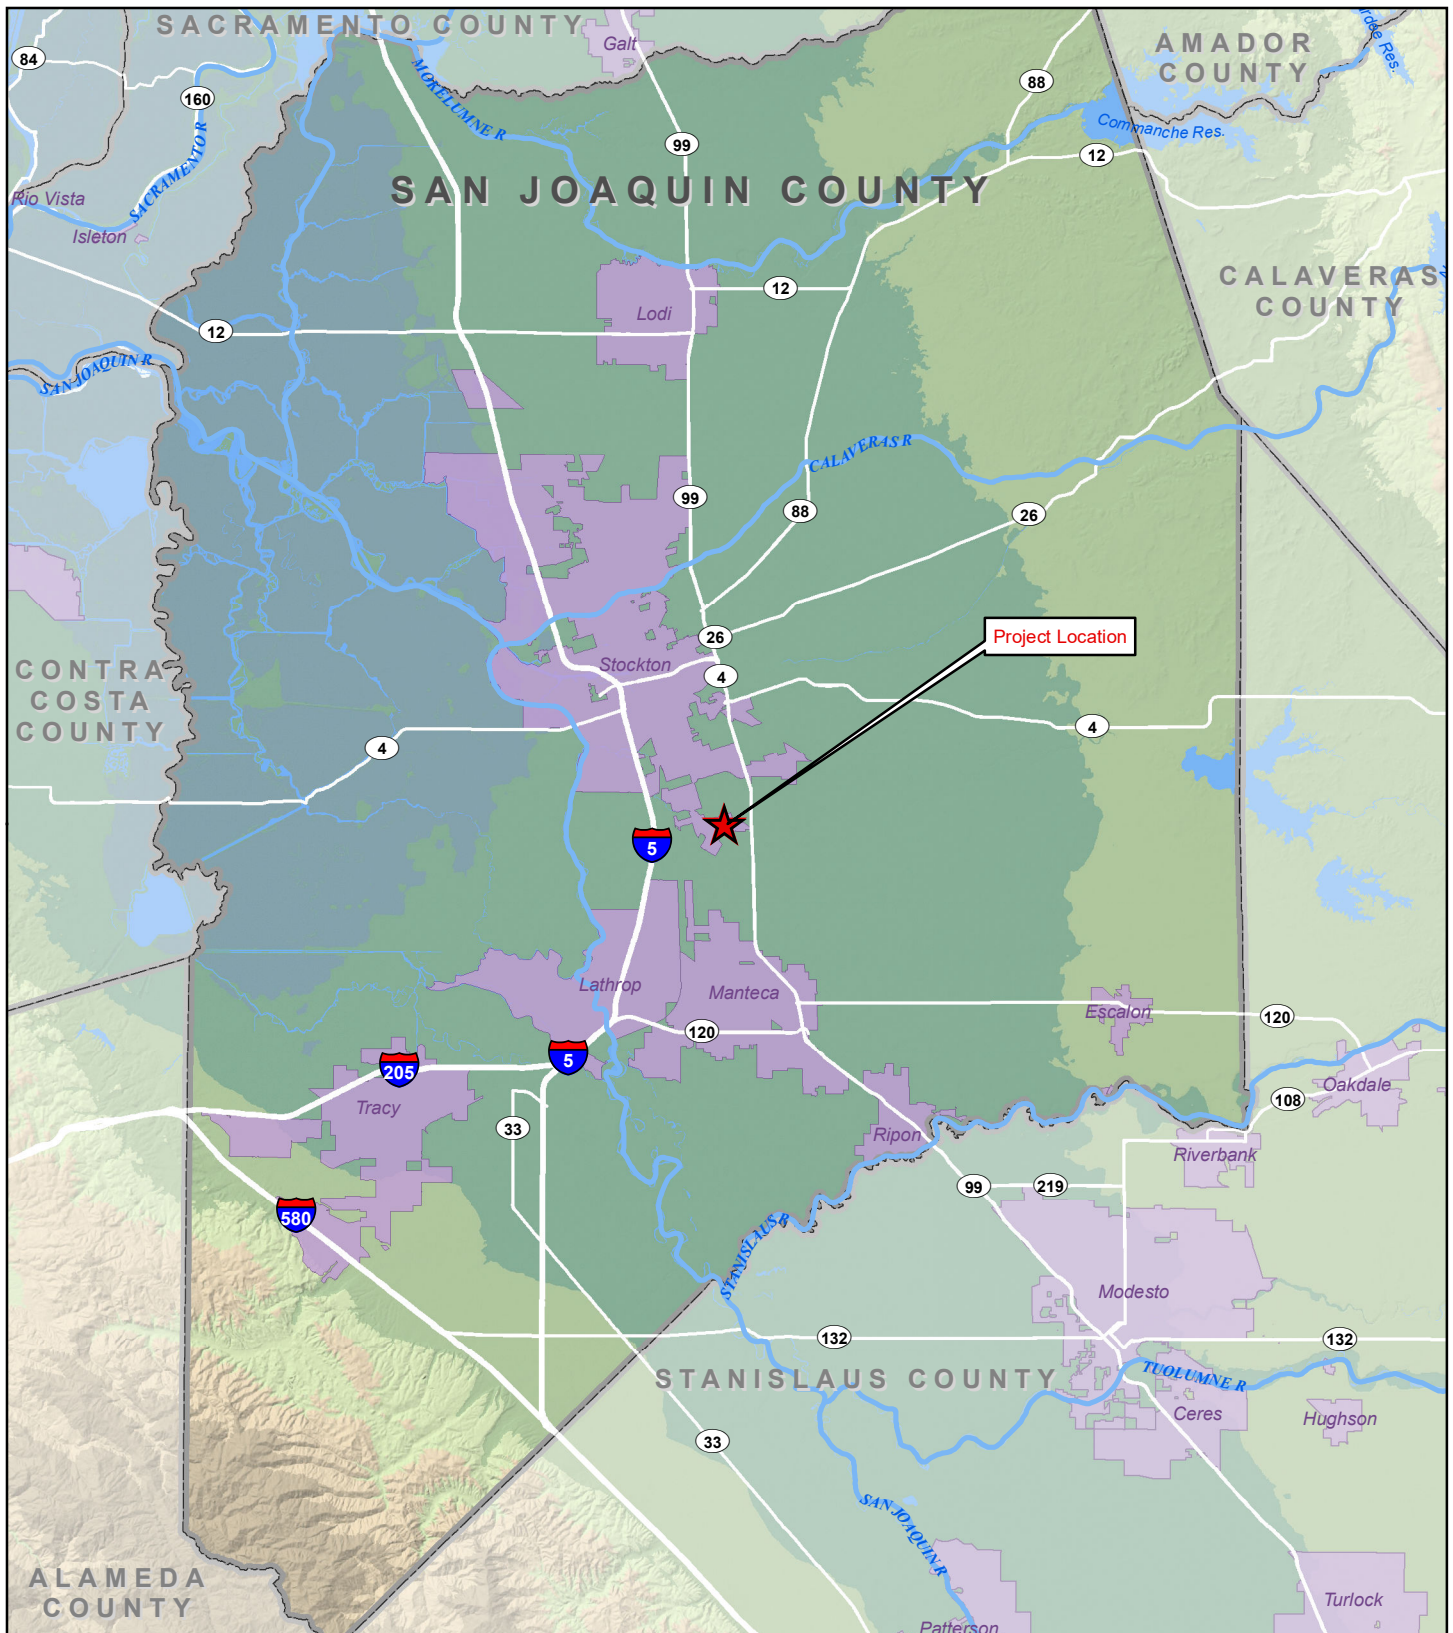 SACRAMENTO COUNTY
Galt
AMADOR
COUNTY
84
160
MOKELUMNE R
88
Commanche Res.
99
12
SACRAMENTO R
SAN JOAQUIN COUNTY
Rio Vista
Isleton
CALAVERAS
COUNTY
12
Lodi
12
SAN JOAQUIN R
CALAVERAS R
99
88
26
Project Location
26
Stockton
4
CONTRA
COSTA
COUNTY
4
4
5
Lathrop
Manteca
Escalon
120
120
5
205
Tracy
Oakdale
108
33
Ripon
Riverbank
99
219
580
STANISLAUS R
Modesto
132
132
STANISLAUS COUNTY
TUOLUMNE R
Ceres
Hughson
33
SAN JOAQUIN R
ALAMEDA
COUNTY
Turlock
Patterson